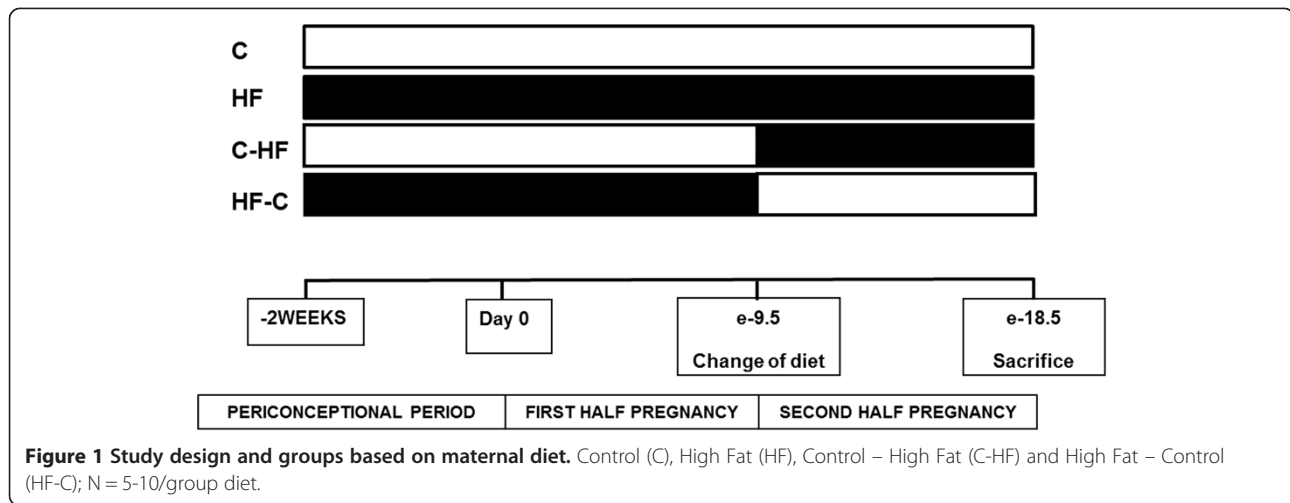 C
HF
C-HF
HF-C
-2WEEKS
Day 0
e-9.5
Change of diet
e-18.5
Sacrifice
PERICONCEPTIONAL PERIOD
FIRST HALF PREGNANCY
SECOND HALF PREGNANCY
Figure 1 Study design and groups based on maternal diet. Control (C), High Fat (HF), Control – High Fat (C-HF) and High Fat – Control
(HF-C); N = 5-10/group diet.